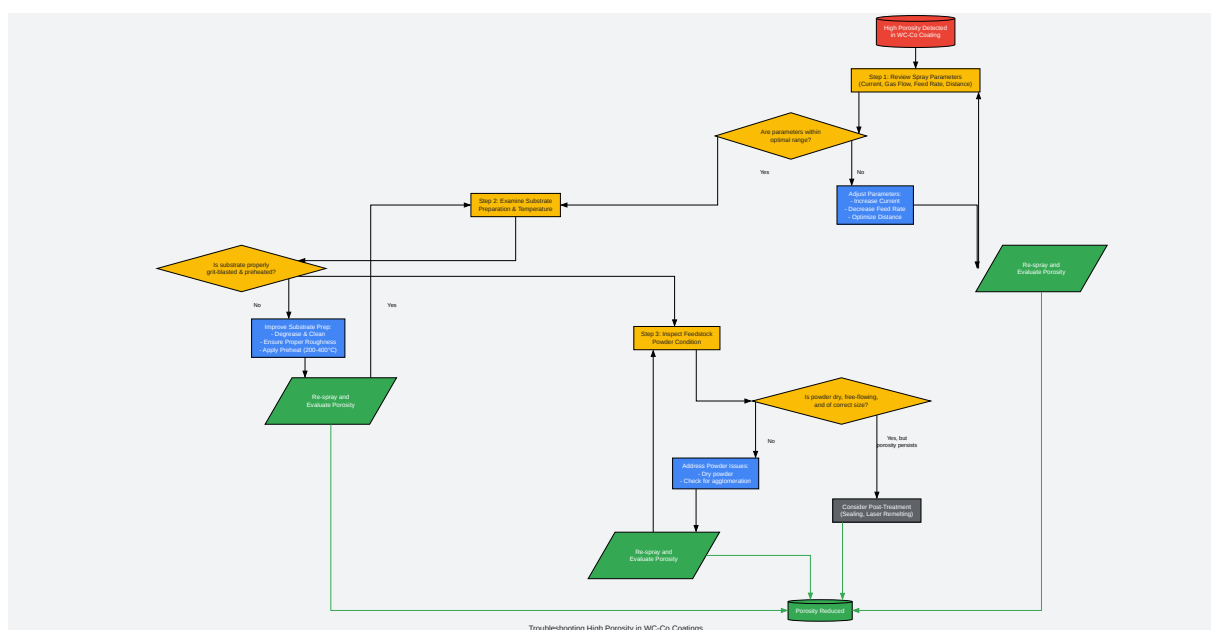 High Porosity Detected
in WC-Co Coating
Step 1: Review Spray Parameters
(Current, Gas Flow, Feed Rate, Distance)
Are parameters within
optimal range?
Yes
No
Adjust Parameters:
- Increase Current
- Decrease Feed Rate
- Optimize Distance
Step 2: Examine Substrate
Preparation & Temperature
Re-spray and
Evaluate Porosity
Is substrate properly
grit-blasted & preheated?
No
Yes
Improve Substrate Prep:
- Degrease & Clean
- Ensure Proper Roughness
- Apply Preheat (200-400°C)
Step 3: Inspect Feedstock
Powder Condition
Re-spray and
Evaluate Porosity
Is powder dry, free-flowing,
and of correct size?
No
Yes, but
porosity persists
Address Powder Issues:
- Dry powder
- Check for agglomeration
Consider Post-Treatment
(Sealing, Laser Remelting)
Re-spray and
Evaluate Porosity
Porosity Reduced
Troubleshooting High Porosity in WC-Co Coatings